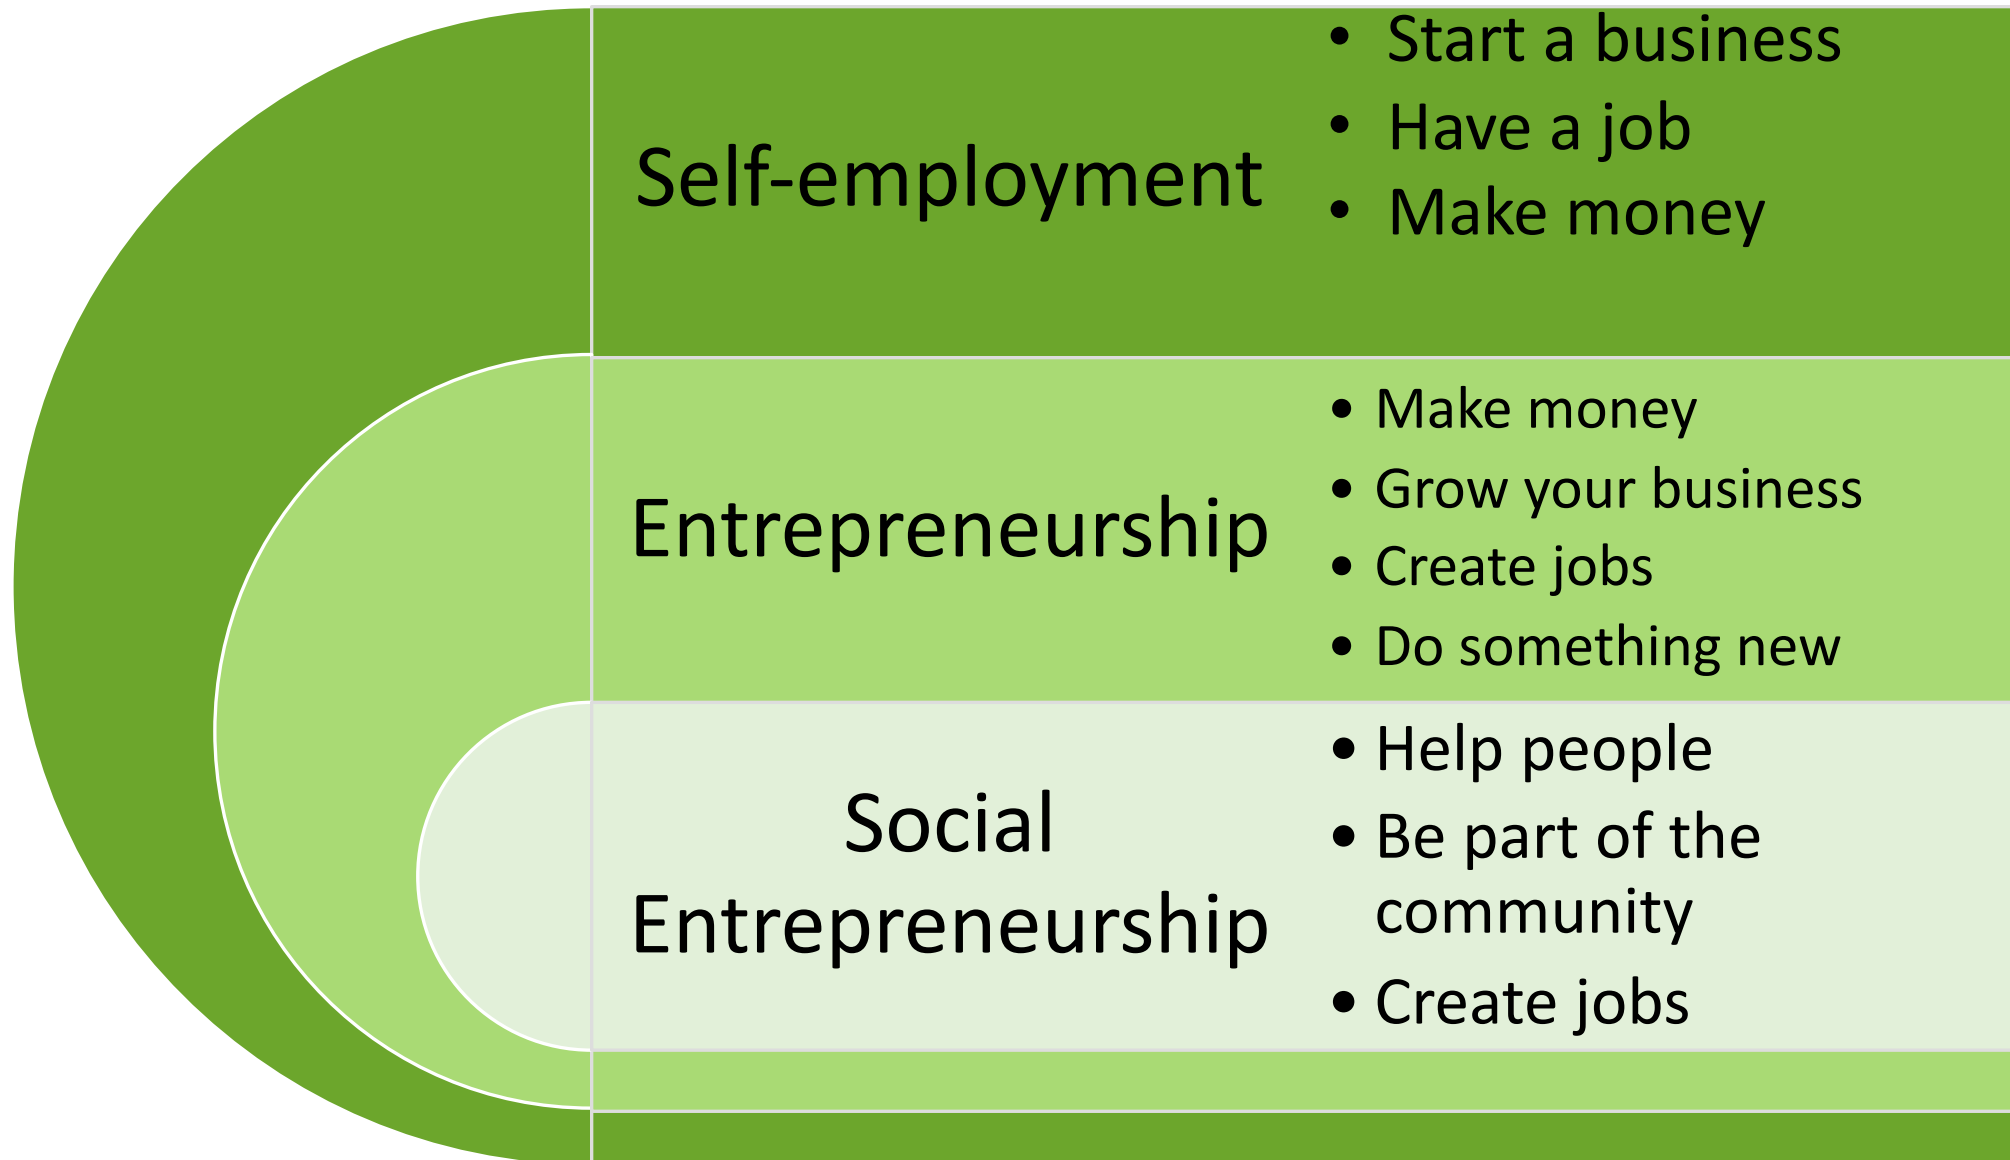 Self-employment
• Start a business
• Have a job
• Make money
Entrepreneurship
• Make money
• Grow your business
• Create jobs
• Do something new
Social
Entrepreneurship
• Help people
• Be part of the
community
• Create jobs